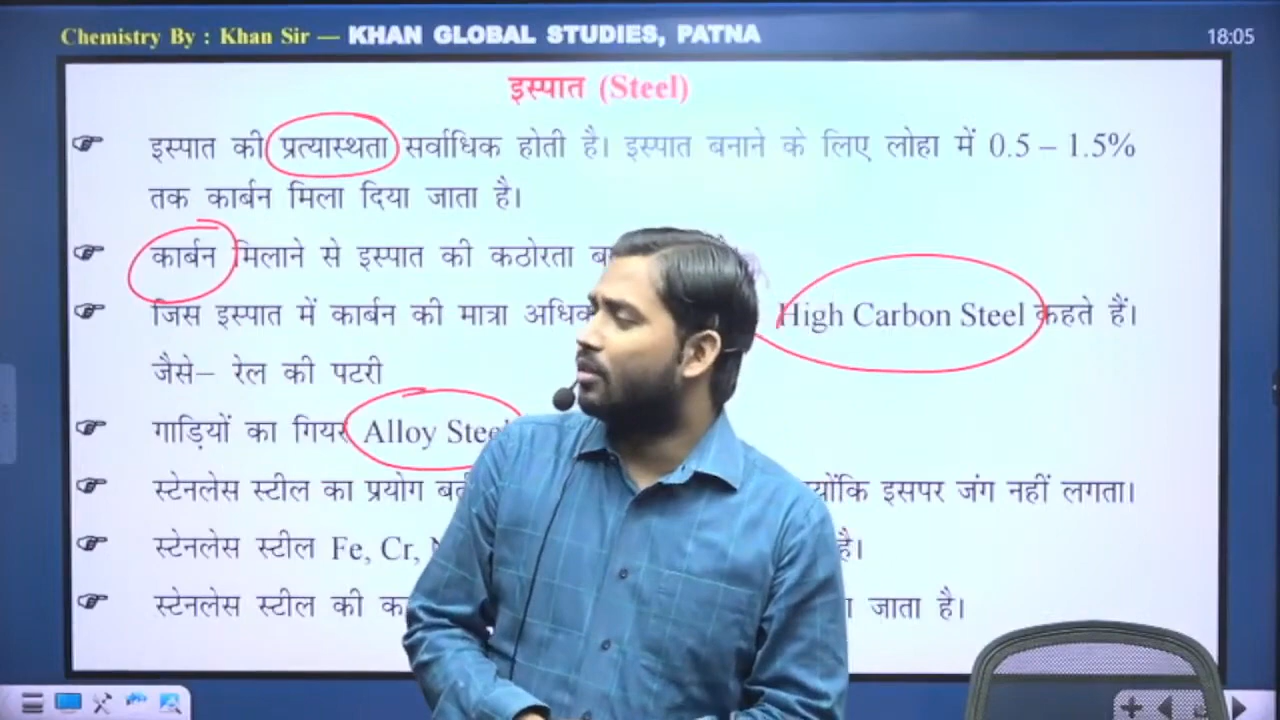 Chemistry By : Khan Sir — KHAN GLOBAL STUDIES, PATNA
18:05
इस्पात (Steel)
इस्पात की प्रत्यास्थता सर्वाधिक होती है। इस्पात बनाने के लिए लोहा में 0.5 – 1.5%
तक कार्बन मिला दिया जाता है।
कार्बन मिलाने से इस्पात की कठोरता
जिस इस्पात में कार्बन की मात्रा अधिक High Carbon Steel कहते हैं।
जैसे– रेल की पटरी
गाड़ियों का गियर Alloy Steel
स्टेनलेस स्टील का प्रयोग क्योंकि इसपर जंग नहीं लगता।
स्टेनलेस स्टील Fe, Cr, है।
स्टेनलेस स्टील की जाता है।